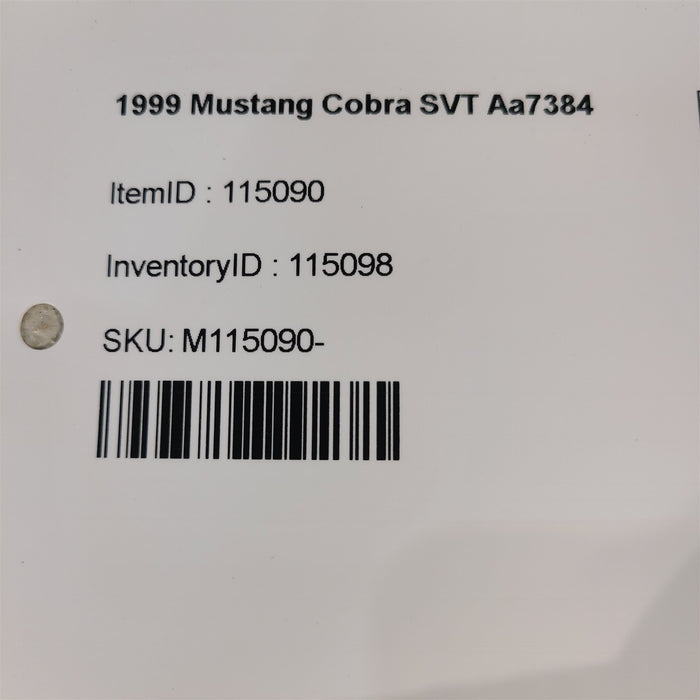 1999 Mustang Cobra SVT Aa7384
ItemID : 115090
InventoryID : 115098
SKU: M115090-